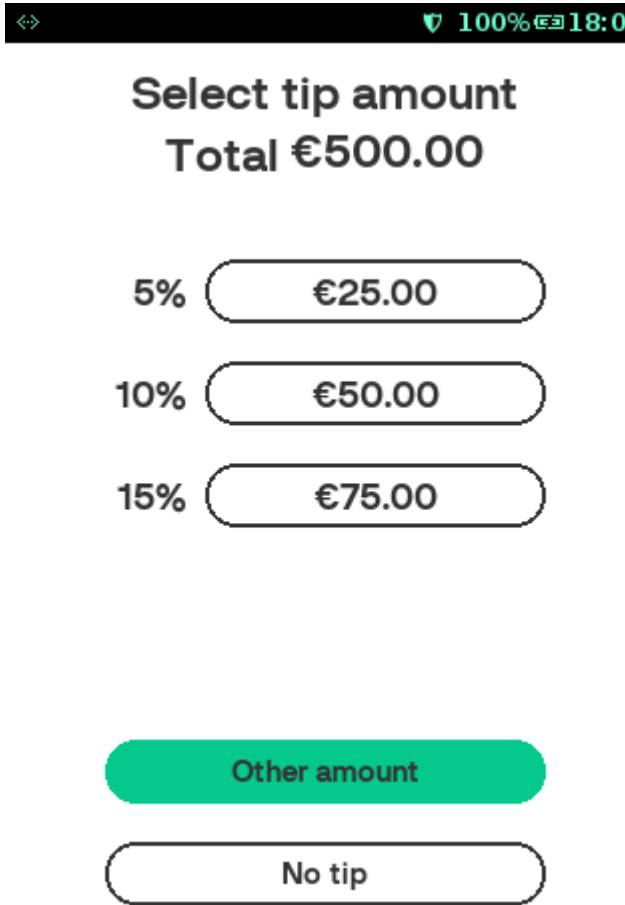 100% 18:0
Select tip amount
Total €500.00
5% €25.00
10% €50.00
15% €75.00
Other amount
No tip